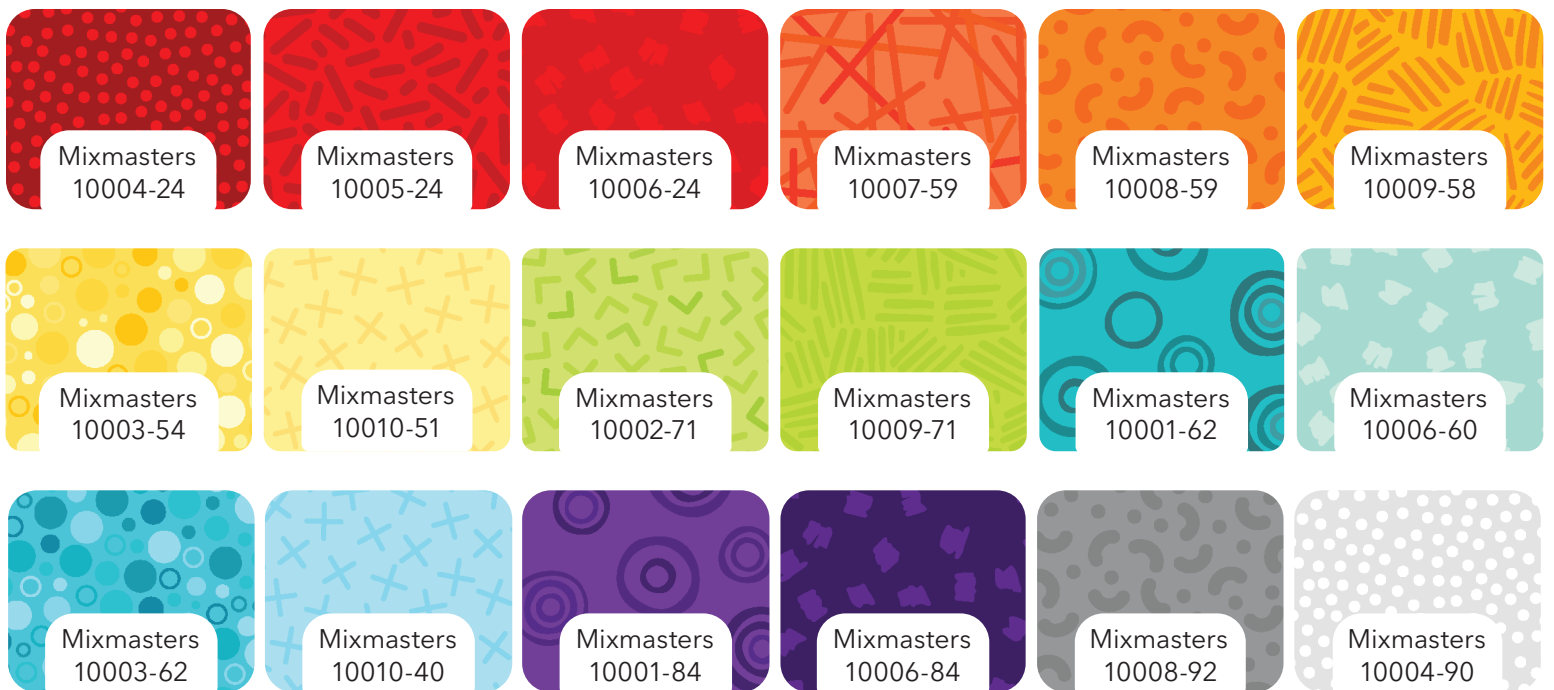 Mixmasters
10004-24
Mixmasters
10005-24
Mixmasters
10006-24
Mixmasters
10007-59
Mixmasters
10008-59
Mixmasters
10009-58
Mixmasters
10003-54
Mixmasters
10010-51
Mixmasters
10002-71
Mixmasters
10009-71
Mixmasters
10001-62
Mixmasters
10006-60
Mixmasters
10003-62
Mixmasters
10010-40
Mixmasters
10001-84
Mixmasters
10006-84
Mixmasters
10008-92
Mixmasters
10004-90